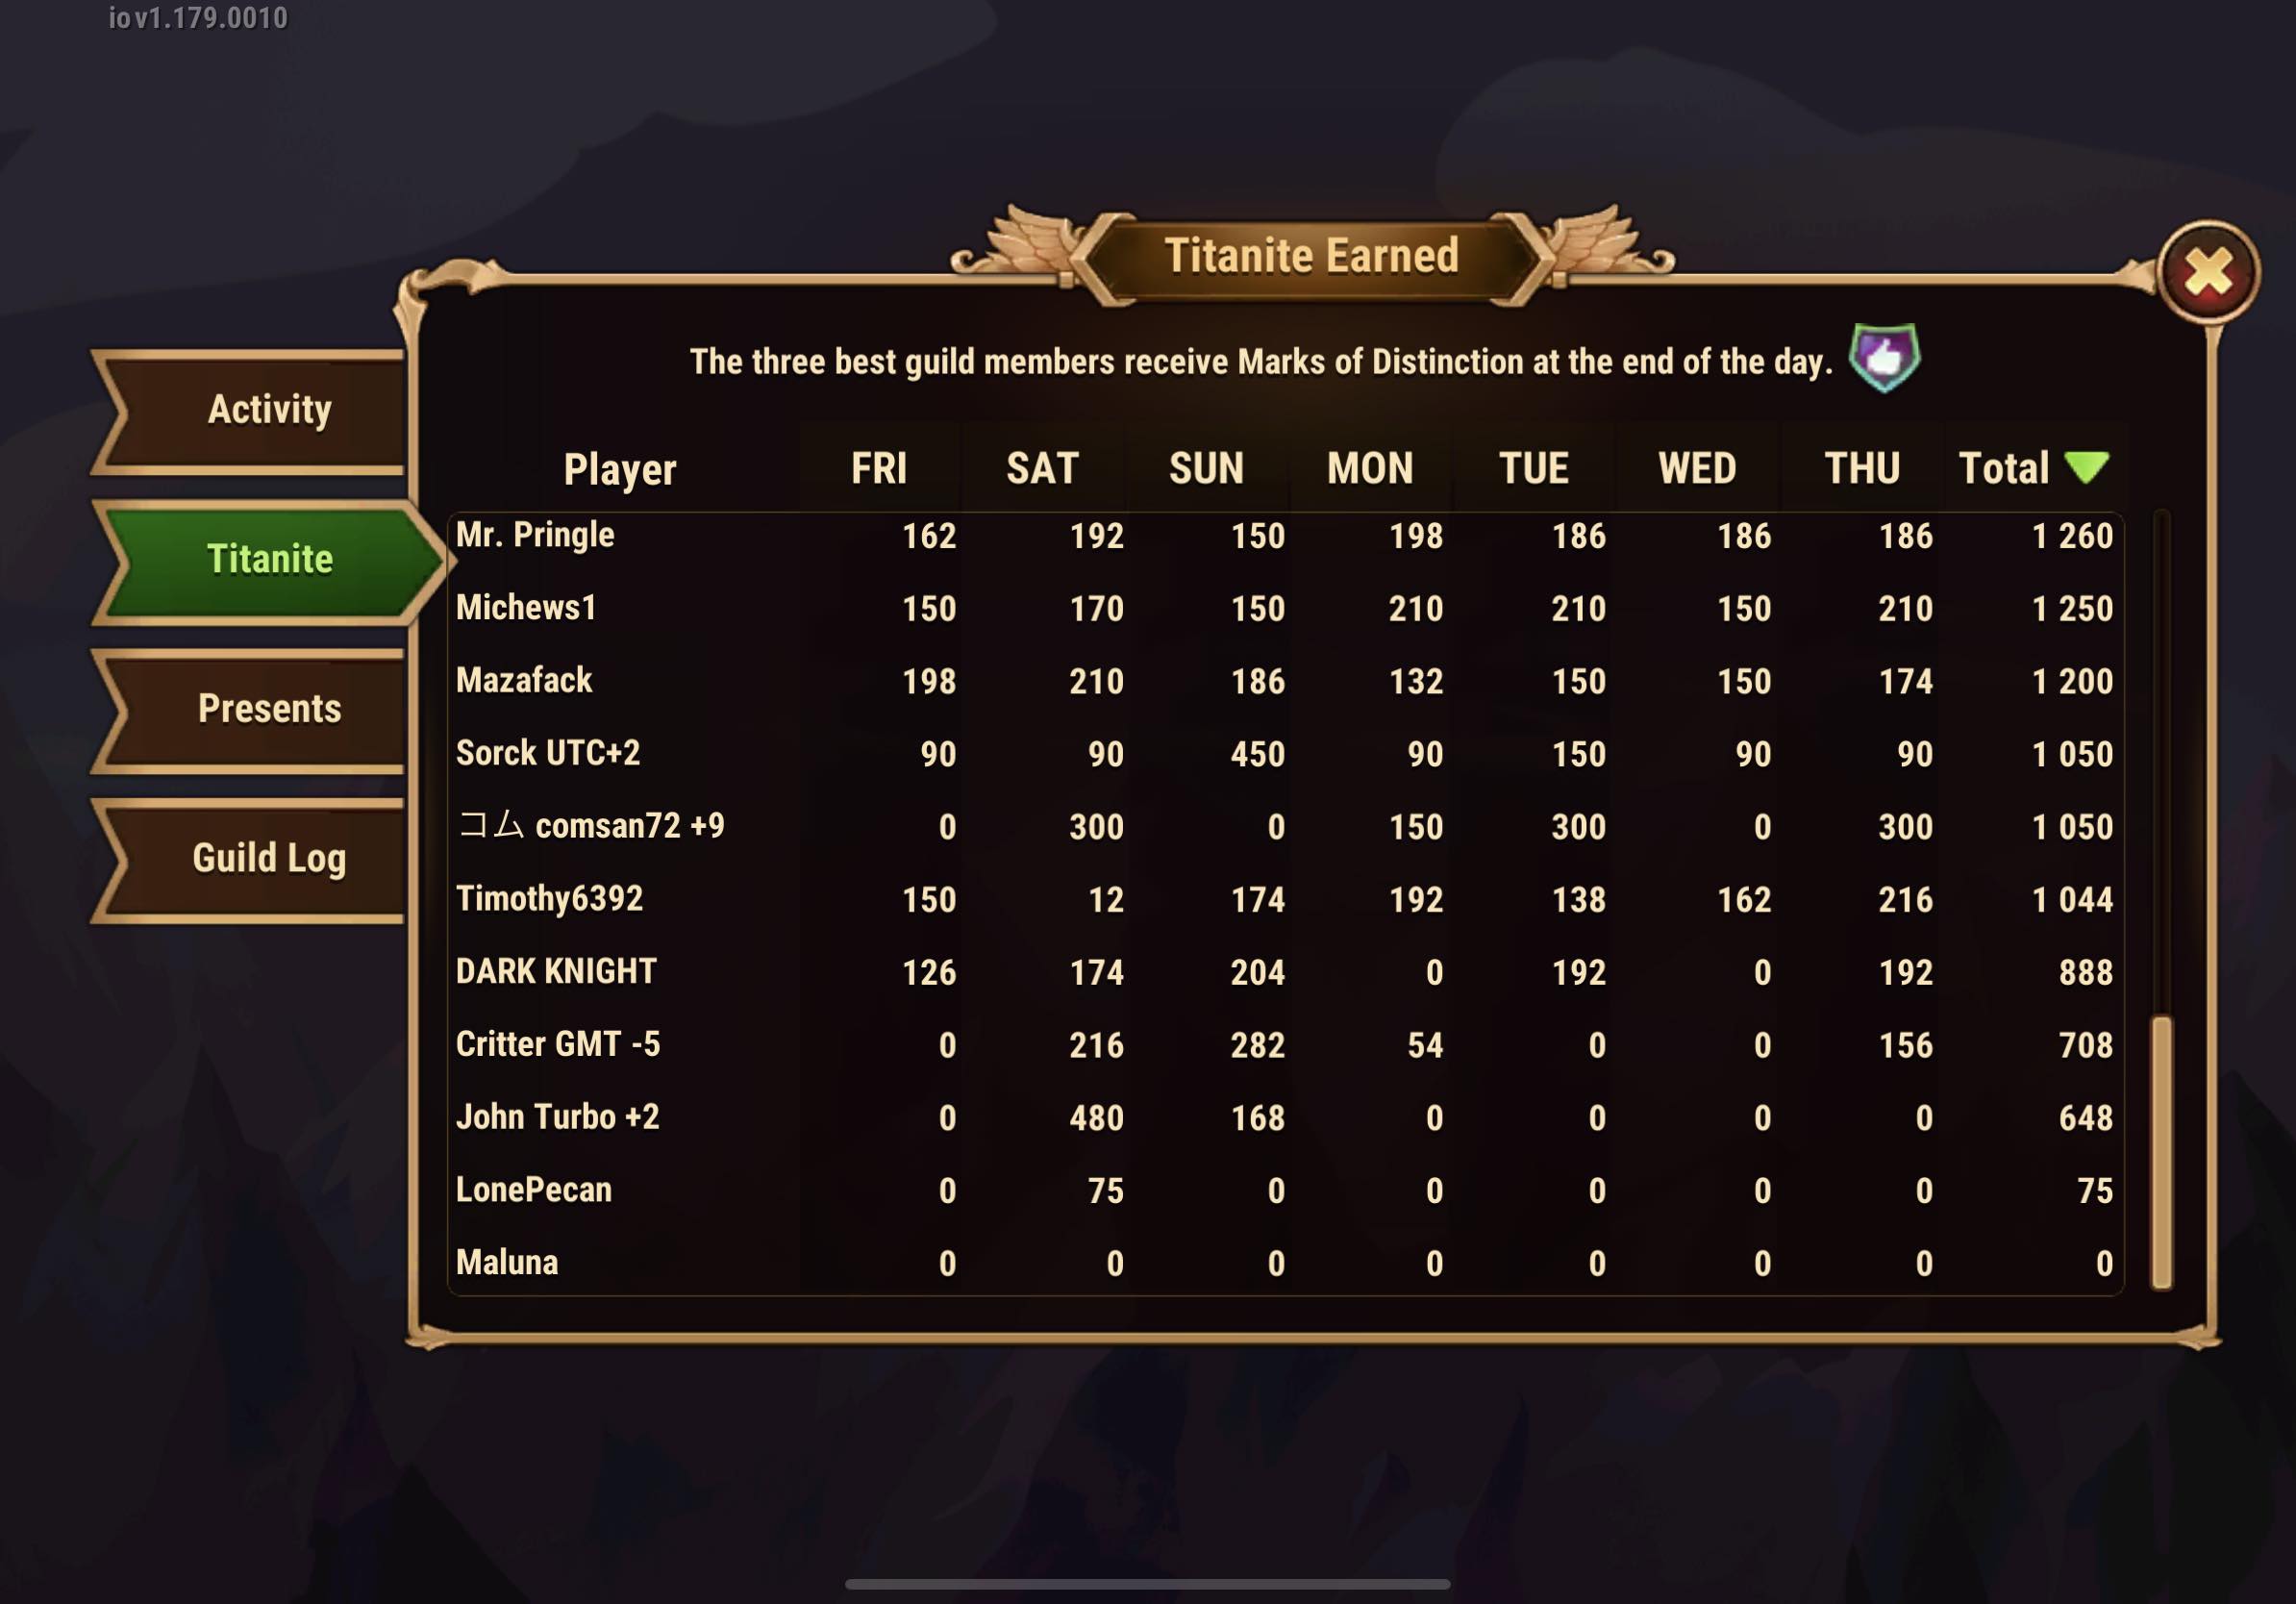 iov1.179.0010
Titanite Earned
The three best guild members receive Marks of Distinction at the end of the day.
Activity
Titanite
Presents
Guild Log
Player FRI SAT SUN MON TUE WED THU Total
Mr. Pringle 162 192 150 198 186 186 186 1 260
Michews1 150 170 150 210 210 150 210 1 250
Mazafack 198 210 186 132 150 150 174 1 200
Sorck UTC+2 90 90 450 90 150 90 90 1 050
コム comsan72 +9 0 300 0 150 300 0 300 1 050
Timothy6392 150 12 174 192 138 162 216 1 044
DARK KNIGHT 126 174 204 0 192 0 192 888
Critter GMT -5 0 216 282 54 0 0 156 708
John Turbo +2 0 480 168 0 0 0 0 648
LonePecan 0 75 0 0 0 0 0 75
Maluna 0 0 0 0 0 0 0 0